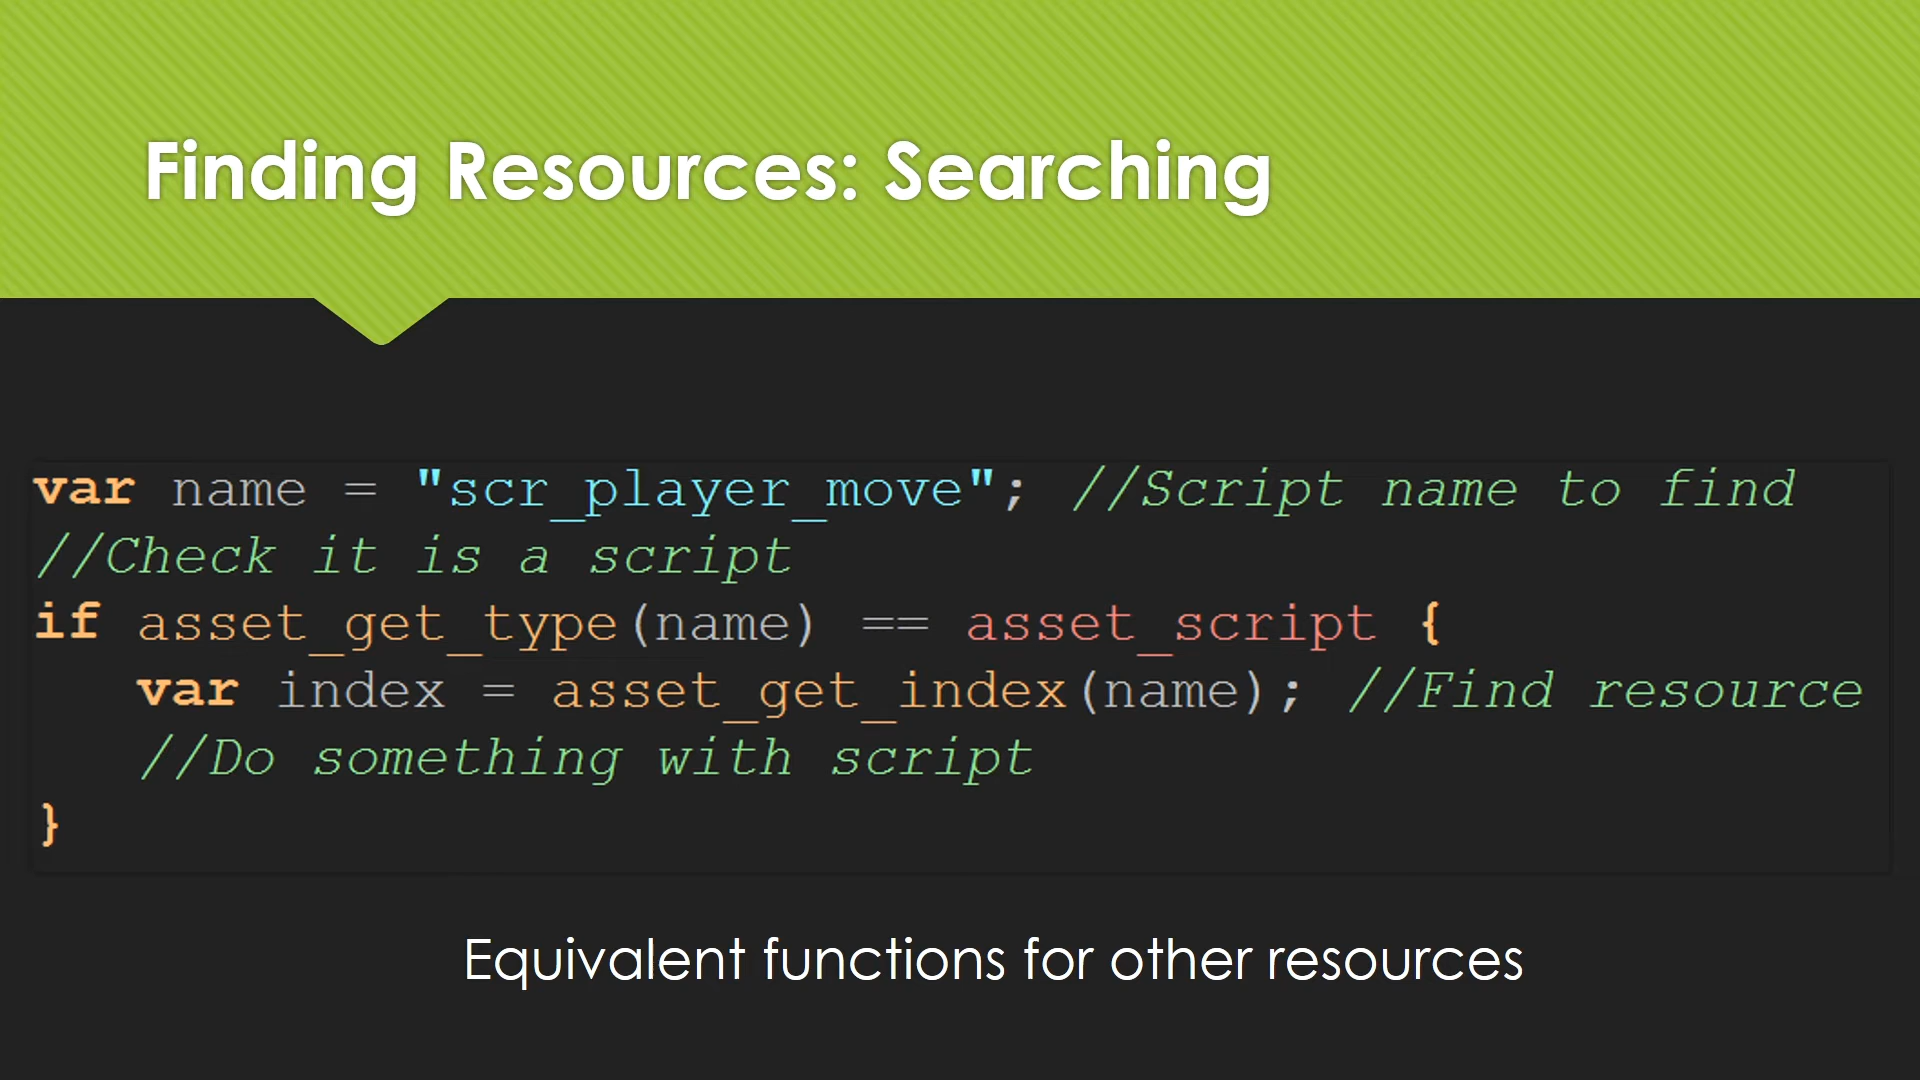 Finding Resources: Searching
var name = "scr_player_move"; //Script name to find
//Check it is a script
if asset_get_type(name) == asset_script {
var index = asset_get_index(name); //Find resource
//Do something with script
}
Equivalent functions for other resources